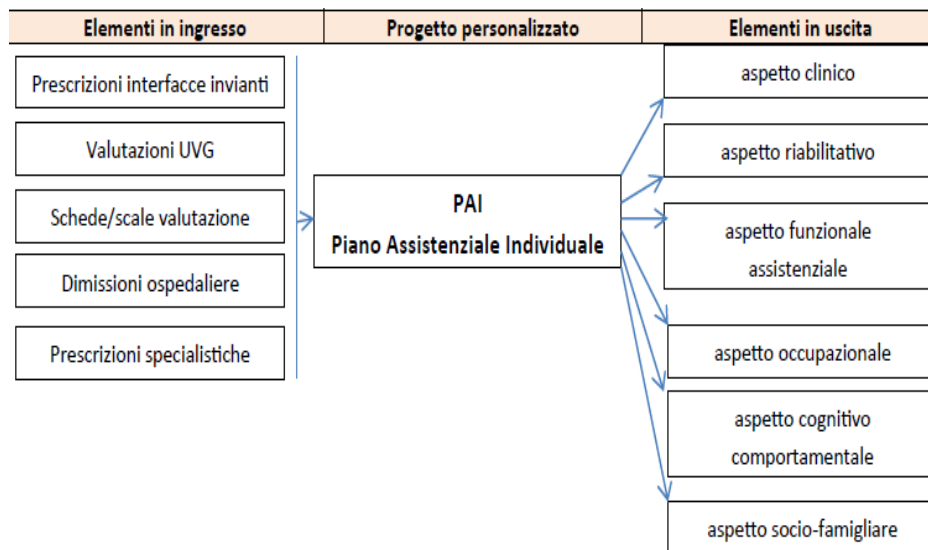 Elementi in ingresso
Progetto personalizzato
Elementi in uscita
Prescrizioni interfacce invianti
Valutazioni UVG
Schede/scale valutazione
Dimissioni ospedaliere
Prescrizioni specialistiche
PAI
Piano Assistenziale Individuale
aspetto clinico
aspetto riabilitativo
aspetto funzionale
assistenziale
aspetto occupazionale
aspetto cognitivo
comportamentale
aspetto socio-famigliare